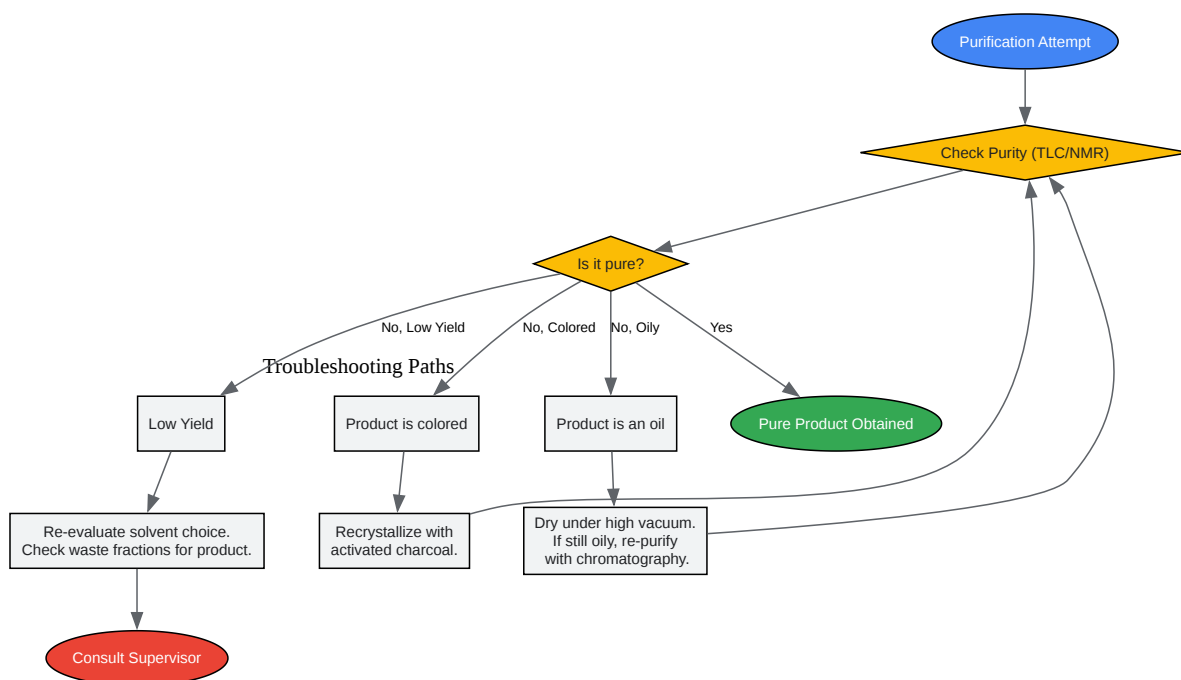 Purification Attempt
Check Purity (TLC/NMR)
Is it pure?
No, Low Yield
No, Colored
No, Oily
Yes
Troubleshooting Paths
Low Yield
Product is colored
Product is an oil
Pure Product Obtained
Re-evaluate solvent choice.
Check waste fractions for product.
Recrystallize with
activated charcoal.
Dry under high vacuum.
If still oily, re-purify
with chromatography.
Consult Supervisor